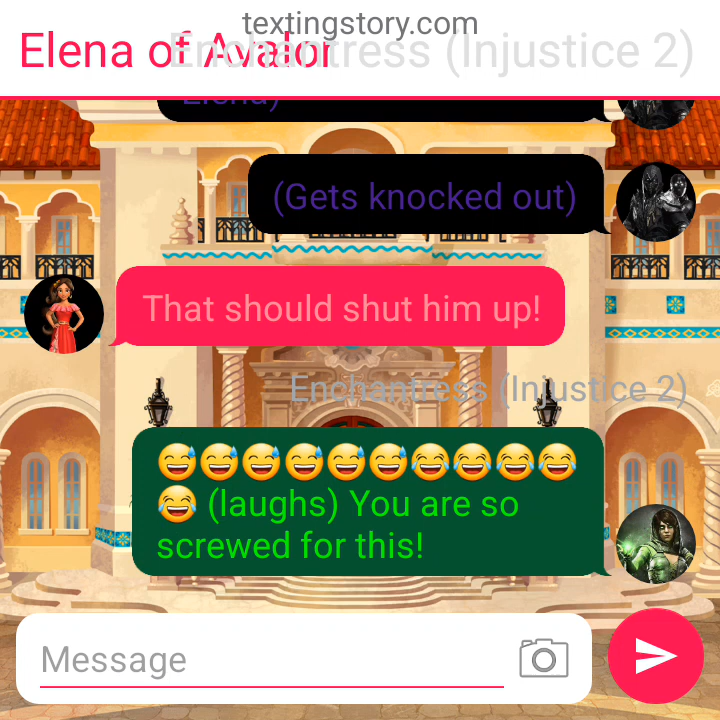 textingstory.com
Elena of Avalor
Enchantress (Injustice 2)
Elena)
(Gets knocked out)
That should shut him up!
Enchantress (Injustice 2)
😅😅😅😅😅😅😂😂😂😂
😂 (laughs) You are so
screwed for this!
Message